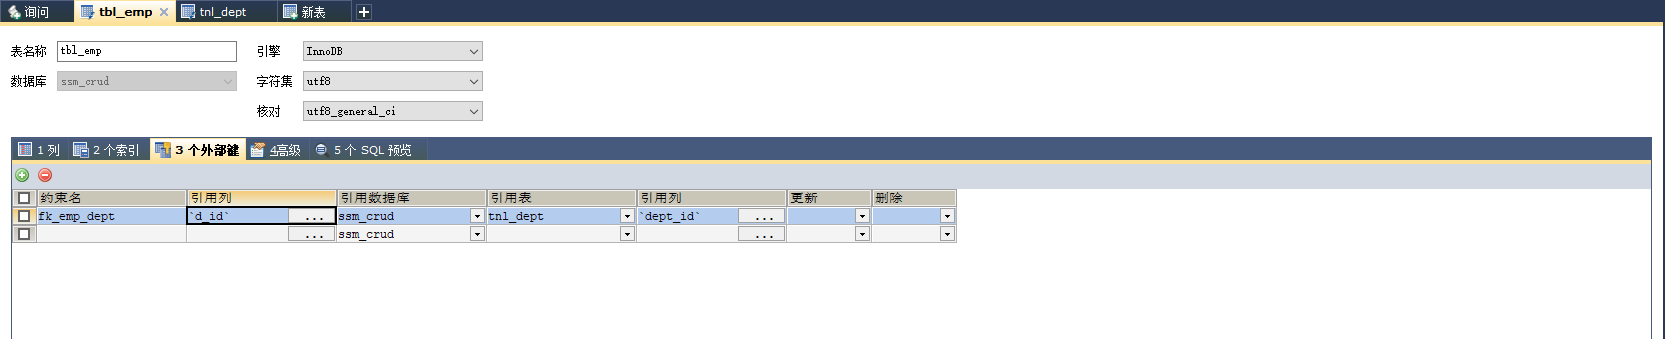 询问 tbl_emp tnl_dept 新表
表名称 tbl_emp 引擎 InnoDB
数据库 ssm_crud 字符集 utf8
核对 utf8_general_ci
1 列 2 个索引 3 个外部键 4高级 5 个 SQL 预览
约束名 引用列 引用数据库 引用表 引用列 更新 删除
fk_emp_dept `d_id` ... ssm_crud tnl_dept `dept_id` ...
... ssm_crud ...